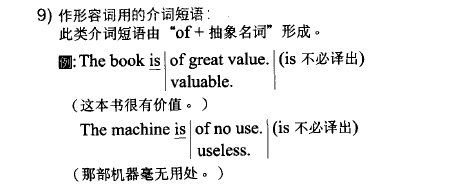 9) 作形容词用的介词短语：
此类介词短语由“of + 抽象名词”形成。
例: The book is | of great value. | (is 不必译出)
valuable.
（这本书很有价值。）
The machine is | of no use. | (is 不必译出)
useless.
（那部机器毫无用处。）